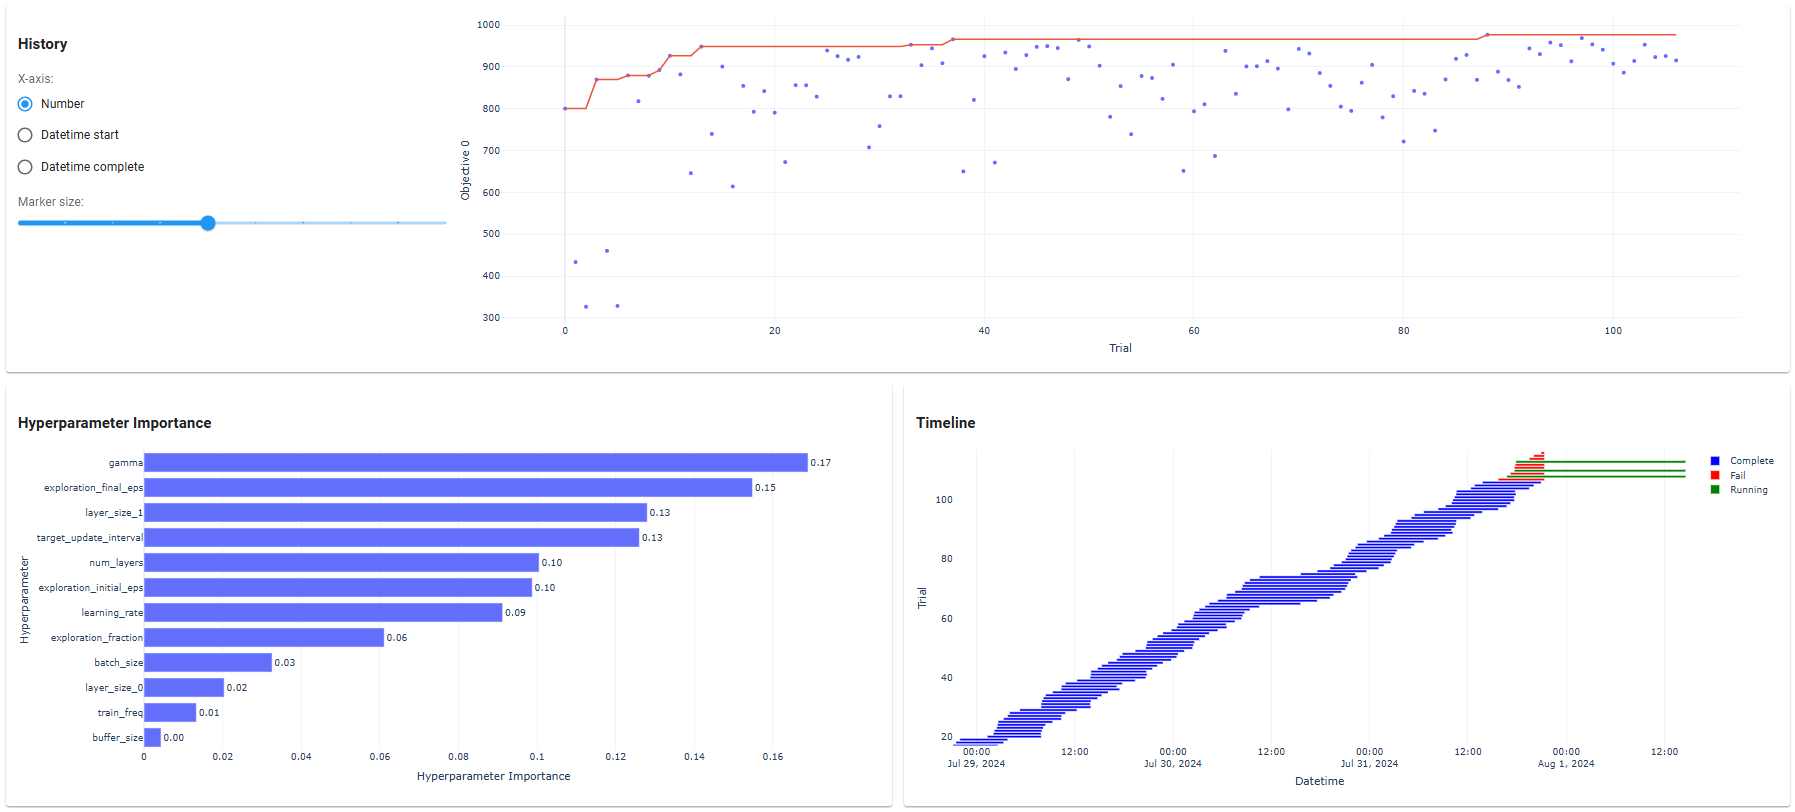 History
X-axis:
Number
Datetime start
Datetime complete
Marker size:
1000
900
800
700
600
500
400
300
Objective 0
0
20
40
60
80
100
Trial
Hyperparameter Importance
Hyperparameter
gamma
0.17
exploration_final_eps
0.15
layer_size_1
0.13
target_update_interval
0.13
num_layers
0.10
exploration_initial_eps
0.10
learning_rate
0.09
exploration_fraction
0.06
batch_size
0.03
layer_size_0
0.02
train_freq
0.01
buffer_size
0.00
0
0.02
0.04
0.06
0.08
0.1
0.12
0.14
0.16
Hyperparameter Importance
Timeline
Complete
Fail
Running
100
80
60
40
20
Trial
00:00
Jul 29, 2024
12:00
00:00
Jul 30, 2024
12:00
00:00
Jul 31, 2024
12:00
00:00
Aug 1, 2024
12:00
Datetime